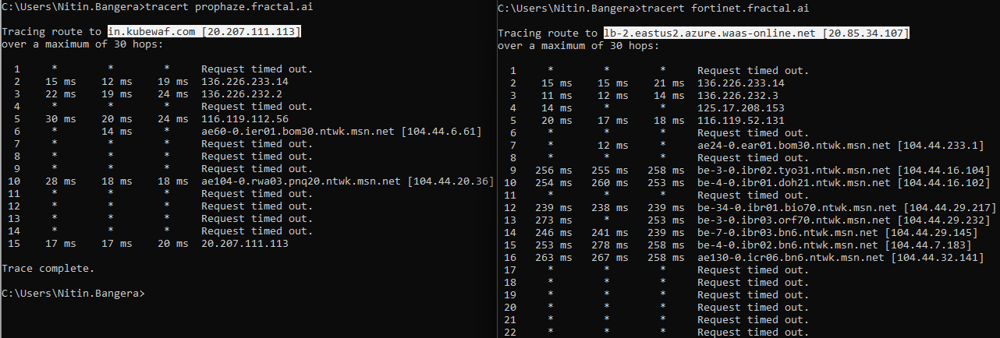 C:\Users\Nitin.Bangera>tracert prophaze.fractal.ai
Tracing route to in.kubewaf.com [20.207.111.113]
over a maximum of 30 hops:
1 * * * Request timed out.
2 15 ms 12 ms 19 ms 136.226.233.14
3 22 ms 19 ms 24 ms 136.226.232.2
4 * * * Request timed out.
5 30 ms 20 ms 24 ms 116.119.112.56
6 * 14 ms * ae60-0.ier01.bom30.ntwk.msn.net [104.44.6.61]
7 * * * Request timed out.
8 * * * Request timed out.
9 * * * Request timed out.
10 28 ms 18 ms 18 ms ae104-0.rwa03.pnq20.ntwk.msn.net [104.44.20.36]
11 * * * Request timed out.
12 * * * Request timed out.
13 * * * Request timed out.
14 * * * Request timed out.
15 17 ms 17 ms 20 ms 20.207.111.113
Trace complete.
C:\Users\Nitin.Bangera>
C:\Users\Nitin.Bangera>tracert fortinet.fractal.ai
Tracing route to lb-2.eastus2.azure.waas-online.net [20.85.34.107]
over a maximum of 30 hops:
1 * * * Request timed out.
2 15 ms 15 ms 21 ms 136.226.233.14
3 11 ms 12 ms 14 ms 136.226.232.3
4 14 ms * * 125.17.208.153
5 20 ms 17 ms 18 ms 116.119.52.131
6 * * * Request timed out.
7 * 12 ms * ae24-0.ear01.bom30.ntwk.msn.net [104.44.233.1]
8 * * * Request timed out.
9 256 ms 255 ms 258 ms be-3-0.ibr02.tyo31.ntwk.msn.net [104.44.16.104]
10 254 ms 260 ms 253 ms be-4-0.ibr01.doh21.ntwk.msn.net [104.44.16.102]
11 * * * Request timed out.
12 239 ms 238 ms 239 ms be-34-0.ibr01.bio70.ntwk.msn.net [104.44.29.217]
13 273 ms * 253 ms be-3-0.ibr03.orf70.ntwk.msn.net [104.44.29.232]
14 246 ms 241 ms 239 ms be-7-0.ibr03.bn6.ntwk.msn.net [104.44.29.145]
15 253 ms 278 ms 258 ms be-4-0.ibr02.bn6.ntwk.msn.net [104.44.7.183]
16 263 ms 267 ms 258 ms ae130-0.icr06.bn6.ntwk.msn.net [104.44.32.141]
17 * * * Request timed out.
18 * * * Request timed out.
19 * * * Request timed out.
20 * * * Request timed out.
21 * * * Request timed out.
22 * * * Request timed out.